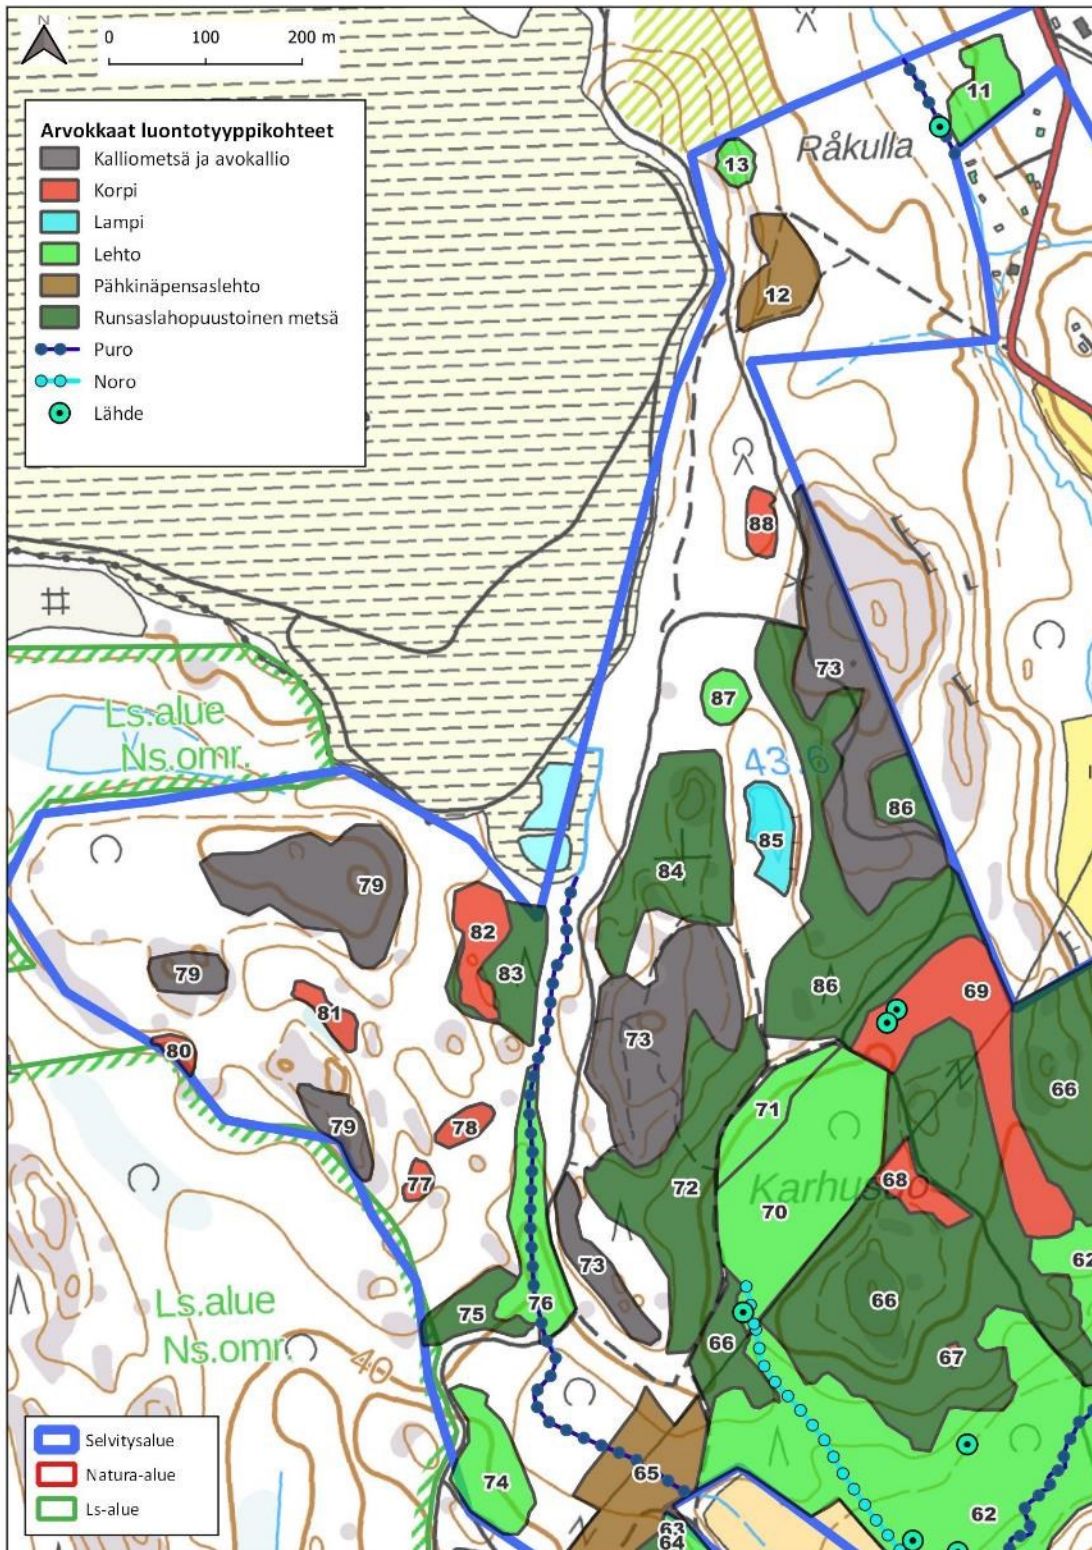 N
0 100 200 m
Arvokkaat luontotyyppikohteet
Kalliometsä ja avokallio
Korpi
Lampi
Lehto
Pähkinäpensaslehto
Runsaslahopuustoinen metsä
Puro
Noro
Lähde
11
Råkulla
13
12
88
73
87
Ls.alue
Ns.omr.
43.6
86
85
84
79
82
83
79
86
69
81
73
80
66
71
79
78
77
72
68
Karhusuo
70
62
73
76
75
66
66
67
Ls.alue
Ns.omr.
40
65
74
62
63
64
Selvitysalue
Natura-alue
Ls-alue